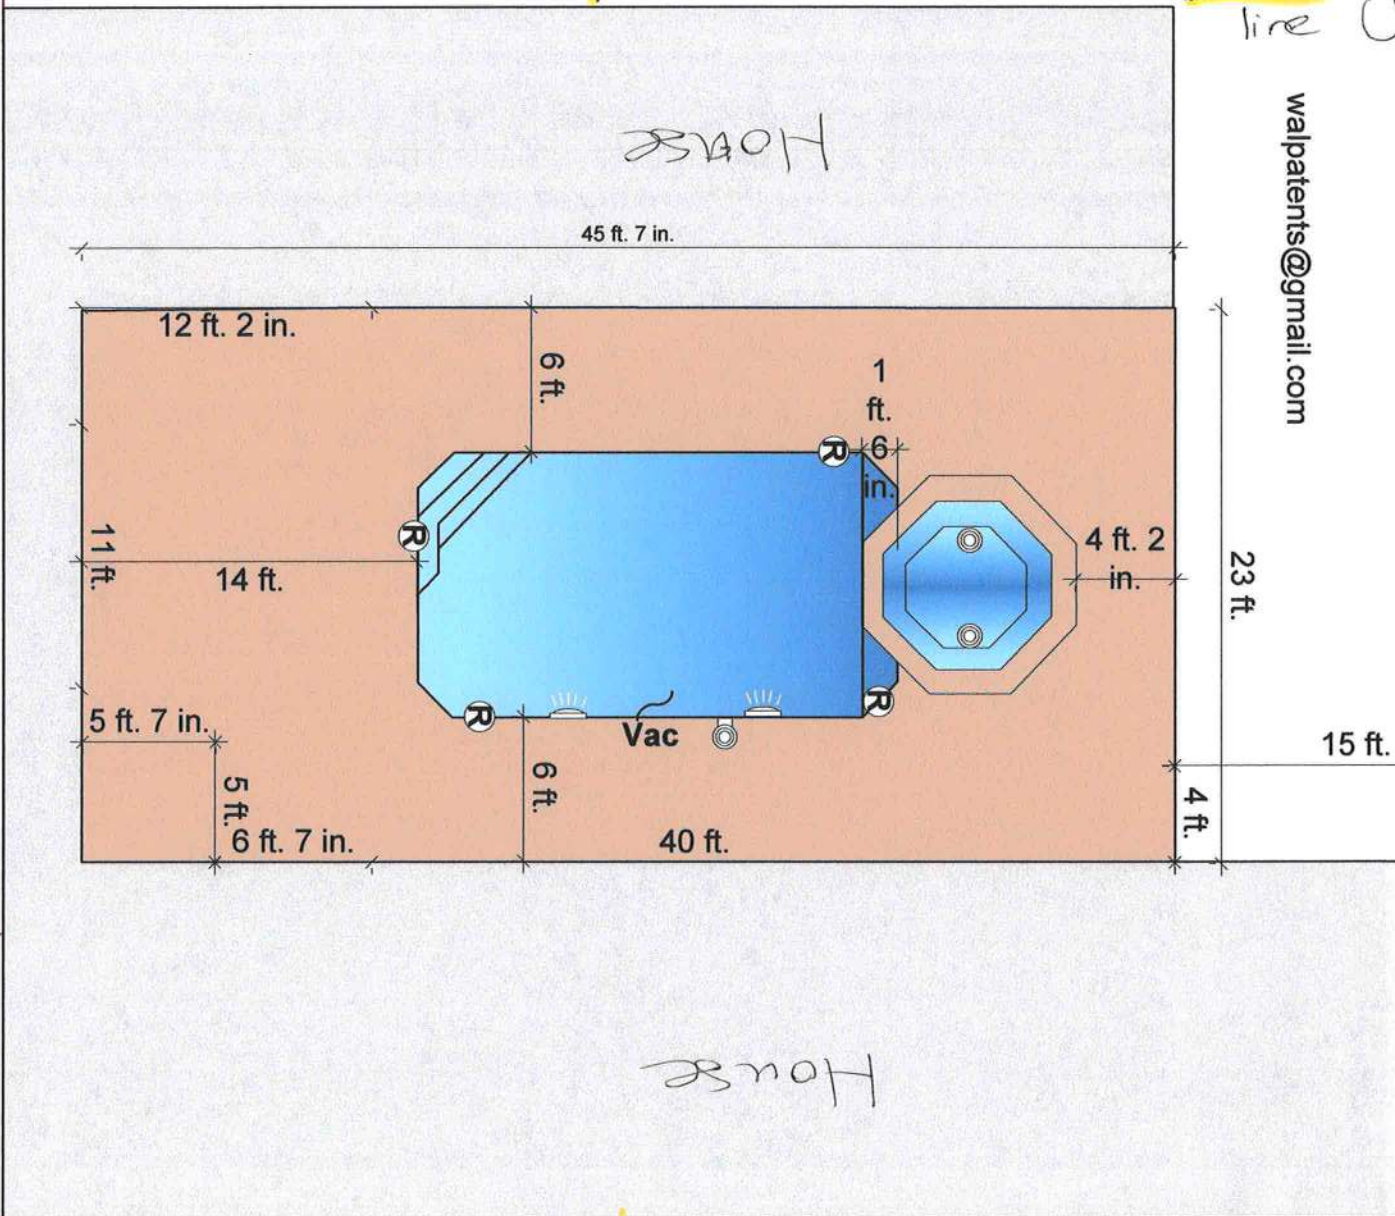 line
walpatents@gmail.com
House
45 ft. 7 in.
12 ft. 2 in.
6 ft.
1
ft.
6
in.
R
R
11 ft.
14 ft.
4 ft. 2
in.
23 ft.
5 ft. 7 in.
R
Vac
R
15 ft.
5 ft.
6 ft. 7 in.
6 ft.
40 ft.
4 ft.
House